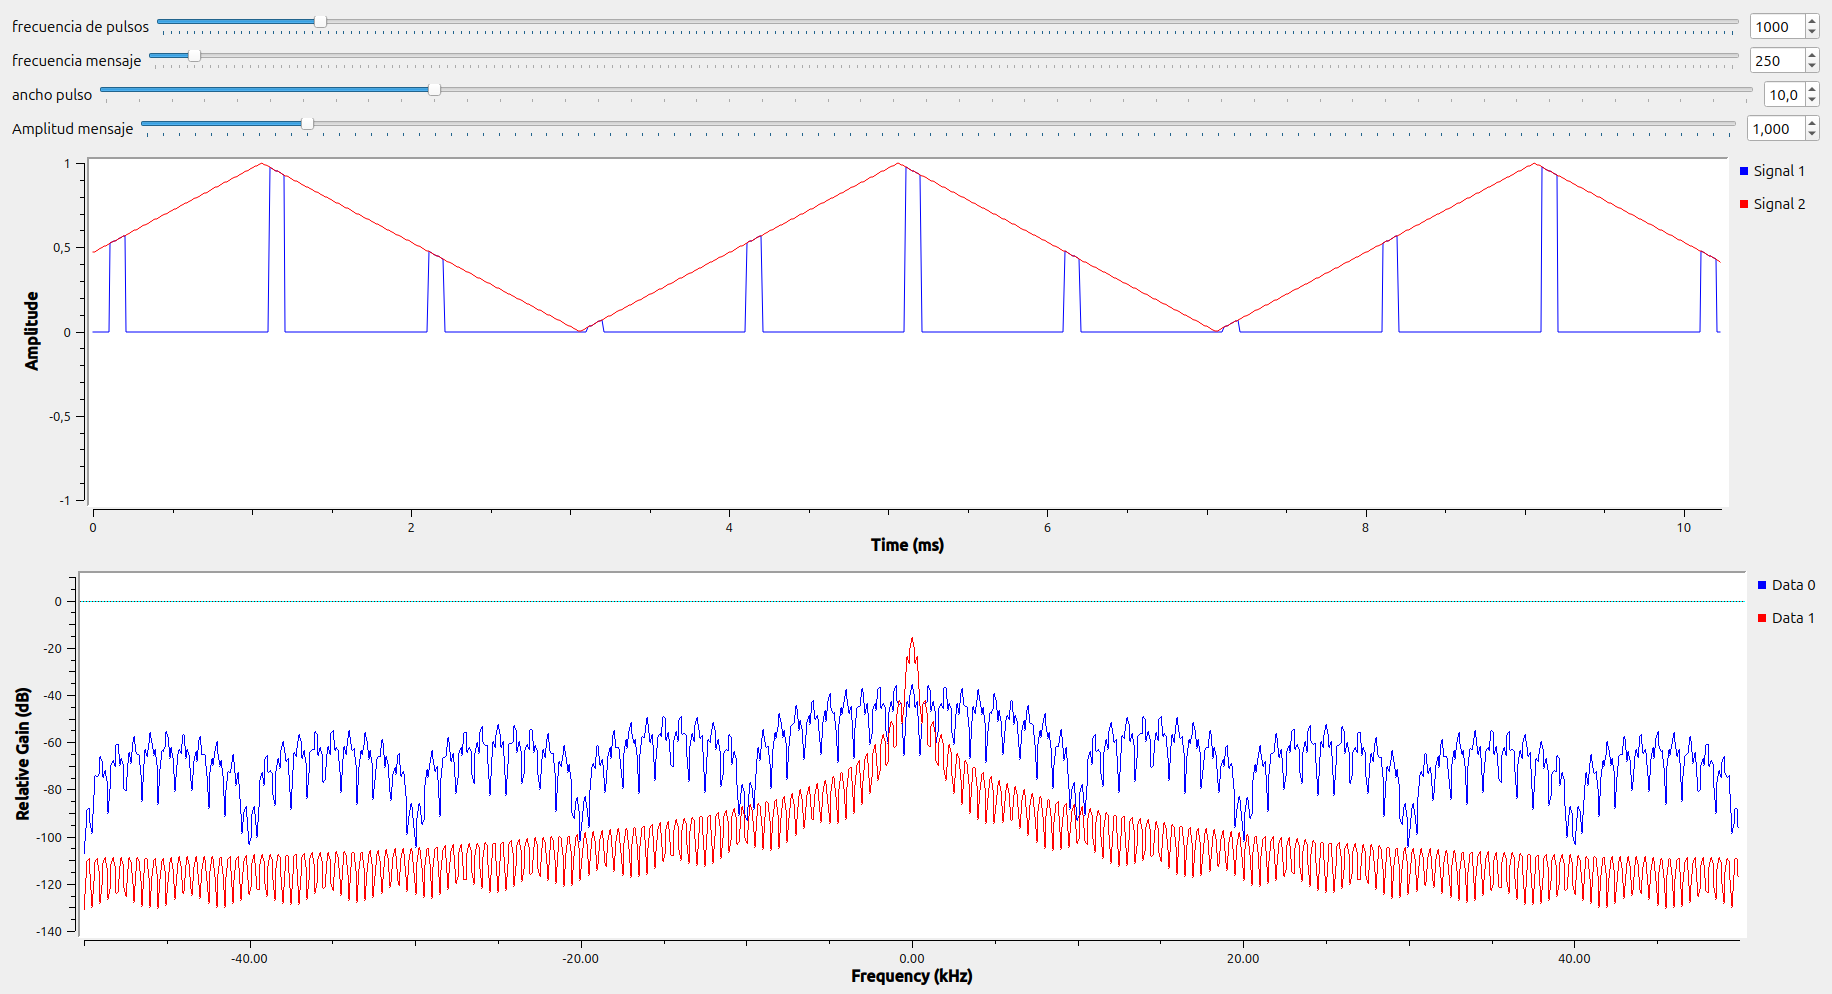 frecuencia de pulsos 1000
frecuencia mensaje 250
ancho pulso 10,0
Amplitud mensaje 1,000
Signal 1
Signal 2
1
0,5
0
-0,5
-1
Amplitude
0 2 4 6 8 10
Time (ms)
Data 0
Data 1
0
-20
-40
-60
-80
-100
-120
-140
Relative Gain (dB)
-40.00 -20.00 0.00 20.00 40.00
Frequency (kHz)